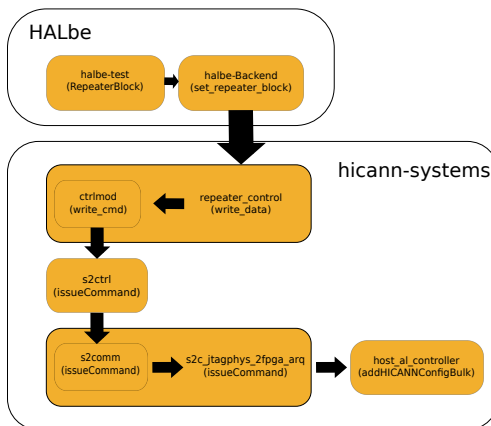 HALbe
halbe-test
(RepeaterBlock)
halbe-Backend
(set_repeater_block)
hicann-systems
ctrlmod
(write_cmd)
repeater_control
(write_data)
s2ctrl
(issueCommand)
s2comm
(issueCommand)
s2c_jtagphys_2fpga_arq
(issueCommand)
host_al_controller
(addHICANNConfigBulk)